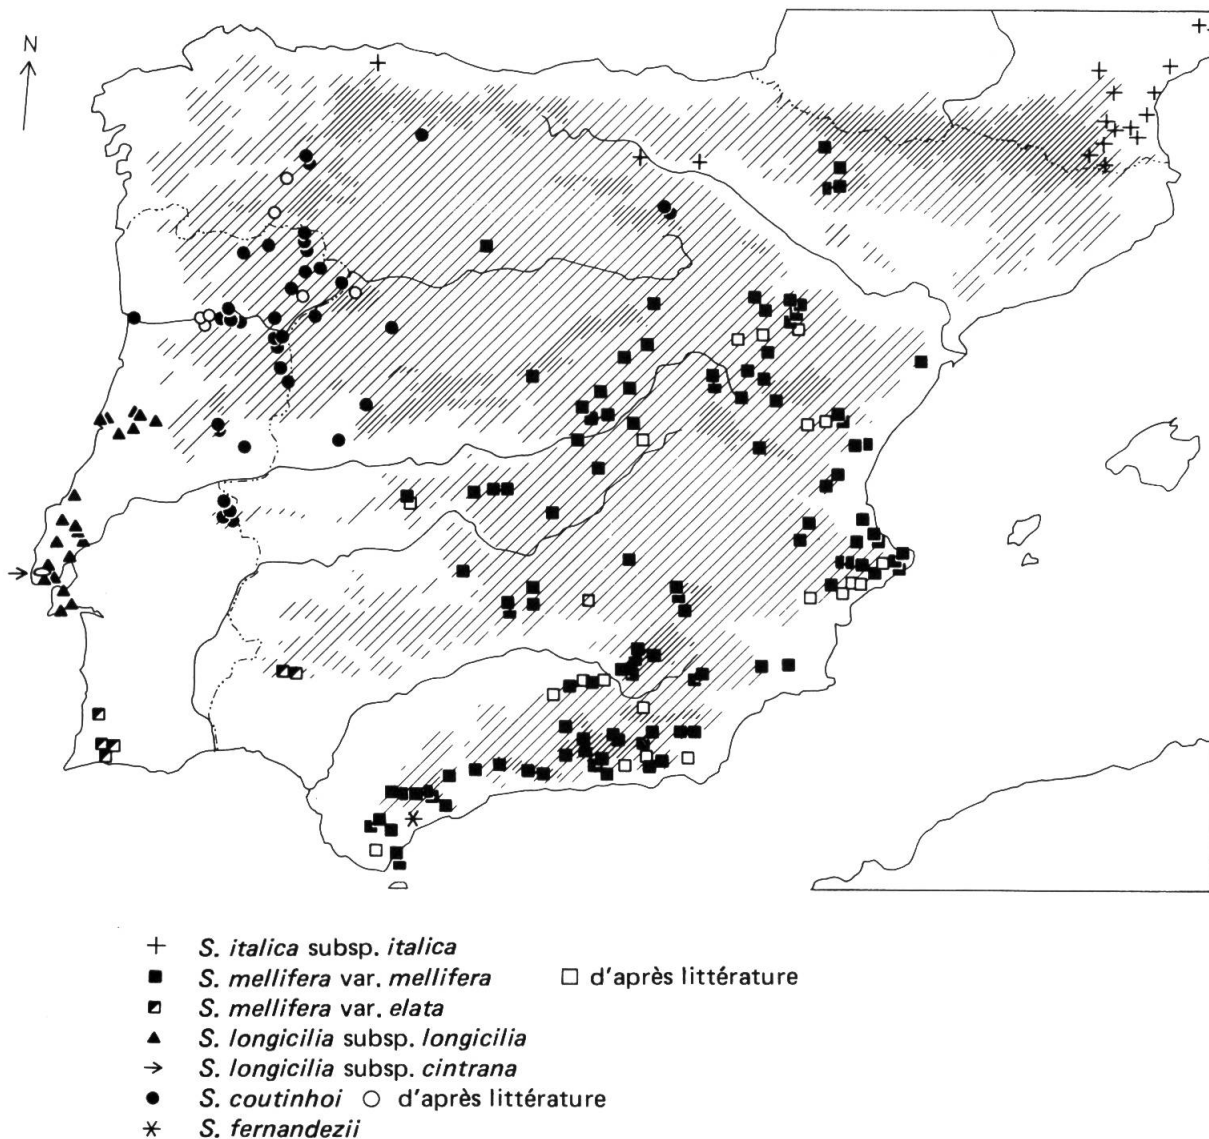 N
S. italica subsp. italica
S. mellifera var. mellifera d'après littérature
S. mellifera var. elata
S. longicilia subsp. longicilia
S. longicilia subsp. cintrana
S. coutinhoi d'après littérature
S. fernandezii